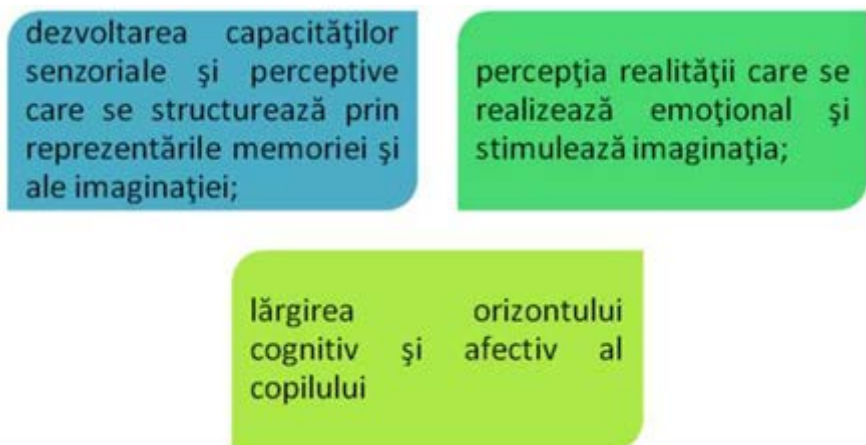 dezvoltarea capacităţilor
senzoriale şi perceptive
care se structurează prin
reprezentările memoriei şi
ale imaginaţiei;
percepţia realităţii care se
realizează emoţional şi
stimulează imaginaţia;
lărgirea orizontului
cognitiv şi afectiv al
copilului